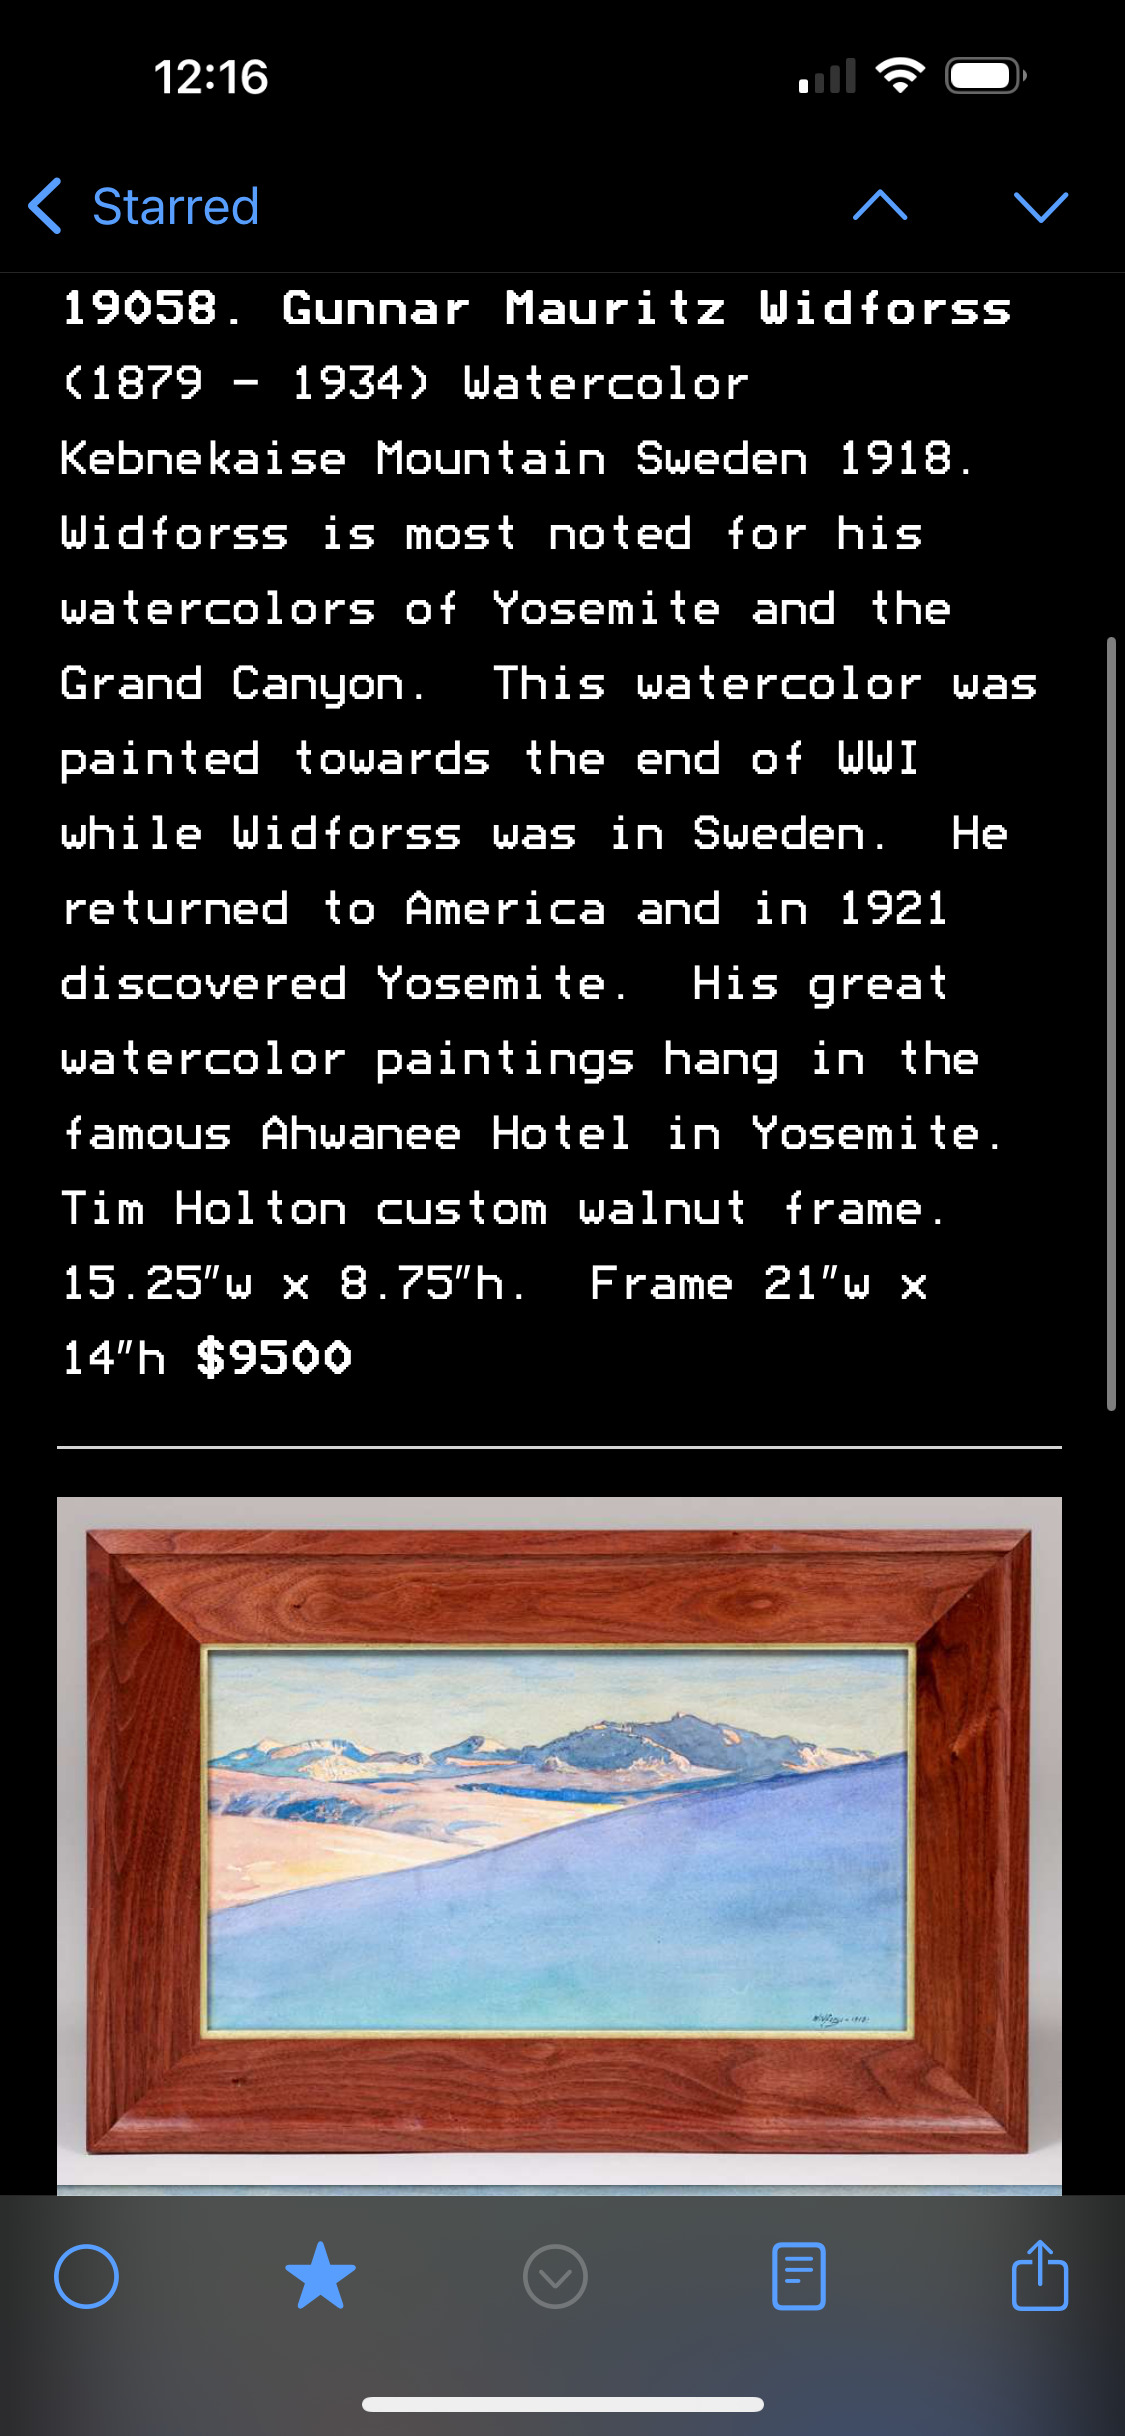 12:16
Starred
19058. Gunnar Mauritz Widforss
(1879 – 1934) Watercolor
Kebnekaise Mountain Sweden 1918.
Widforss is most noted for his
watercolors of Yosemite and the
Grand Canyon.  This watercolor was
painted towards the end of WWI
while Widforss was in Sweden.  He
returned to America and in 1921
discovered Yosemite.  His great
watercolor paintings hang in the
famous Ahwanee Hotel in Yosemite.
Tim Holton custom walnut frame.
15.25″w x 8.75″h.  Frame 21″w x
14″h $9500